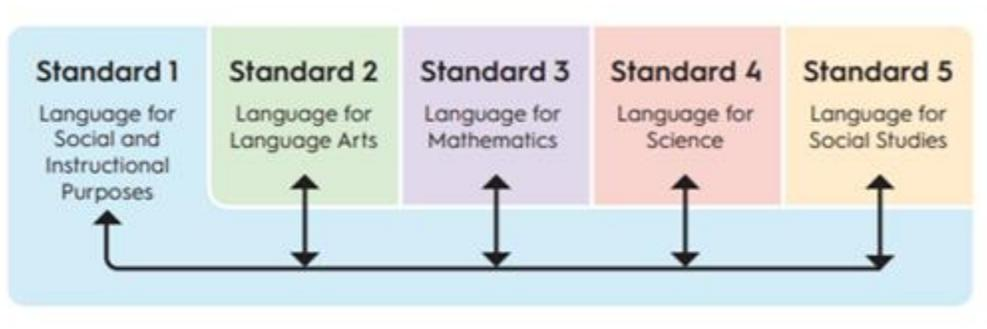 Standard 1
Language for
Social and
Instructional
Purposes
Standard 2
Language for
Language Arts
Standard 3
Language for
Mathematics
Standard 4
Language for
Science
Standard 5
Language for
Social Studies